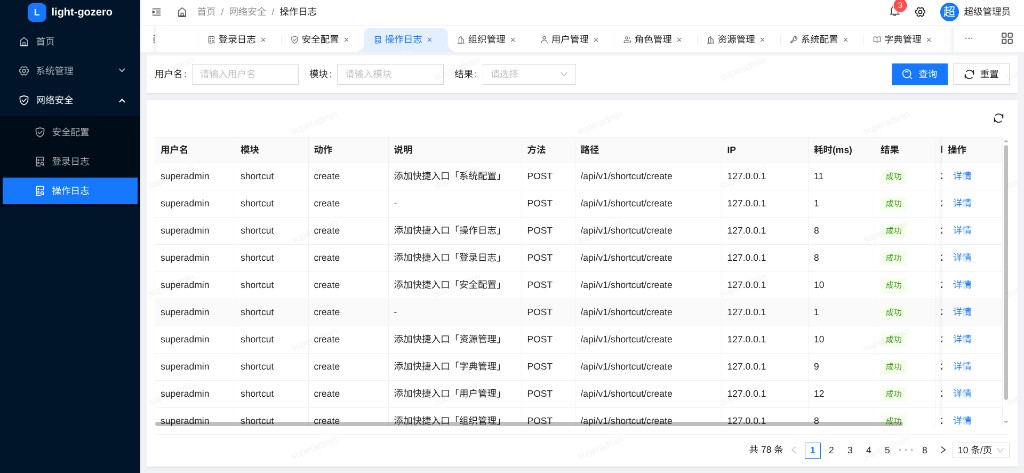 L light-gozero
首页
系统管理
网络安全
安全配置
登录日志
操作日志
首页 / 网络安全 / 操作日志
3 超 超级管理员
登录日志 × 安全配置 × 操作日志 × 组织管理 × 用户管理 × 角色管理 × 资源管理 × 系统配置 × 字典管理 × ···
用户名: 请输入用户名 模块: 请输入模块 结果: 请选择 查询 重置
用户名 模块 动作 说明 方法 路径 IP 耗时(ms) 结果 操作
superadmin shortcut create 添加快捷入口「系统配置」 POST /api/v1/shortcut/create 127.0.0.1 11 成功 详情
superadmin shortcut create - POST /api/v1/shortcut/create 127.0.0.1 1 成功 详情
superadmin shortcut create 添加快捷入口「操作日志」 POST /api/v1/shortcut/create 127.0.0.1 8 成功 详情
superadmin shortcut create 添加快捷入口「登录日志」 POST /api/v1/shortcut/create 127.0.0.1 8 成功 详情
superadmin shortcut create 添加快捷入口「安全配置」 POST /api/v1/shortcut/create 127.0.0.1 10 成功 详情
superadmin shortcut create - POST /api/v1/shortcut/create 127.0.0.1 1 成功 详情
superadmin shortcut create 添加快捷入口「资源管理」 POST /api/v1/shortcut/create 127.0.0.1 10 成功 详情
superadmin shortcut create 添加快捷入口「字典管理」 POST /api/v1/shortcut/create 127.0.0.1 9 成功 详情
superadmin shortcut create 添加快捷入口「用户管理」 POST /api/v1/shortcut/create 127.0.0.1 12 成功 详情
superadmin shortcut create 添加快捷入口「组织管理」 POST /api/v1/shortcut/create 127.0.0.1 8 成功 详情
共 78 条 < 1 2 3 4 5 ··· 8 > 10 条/页